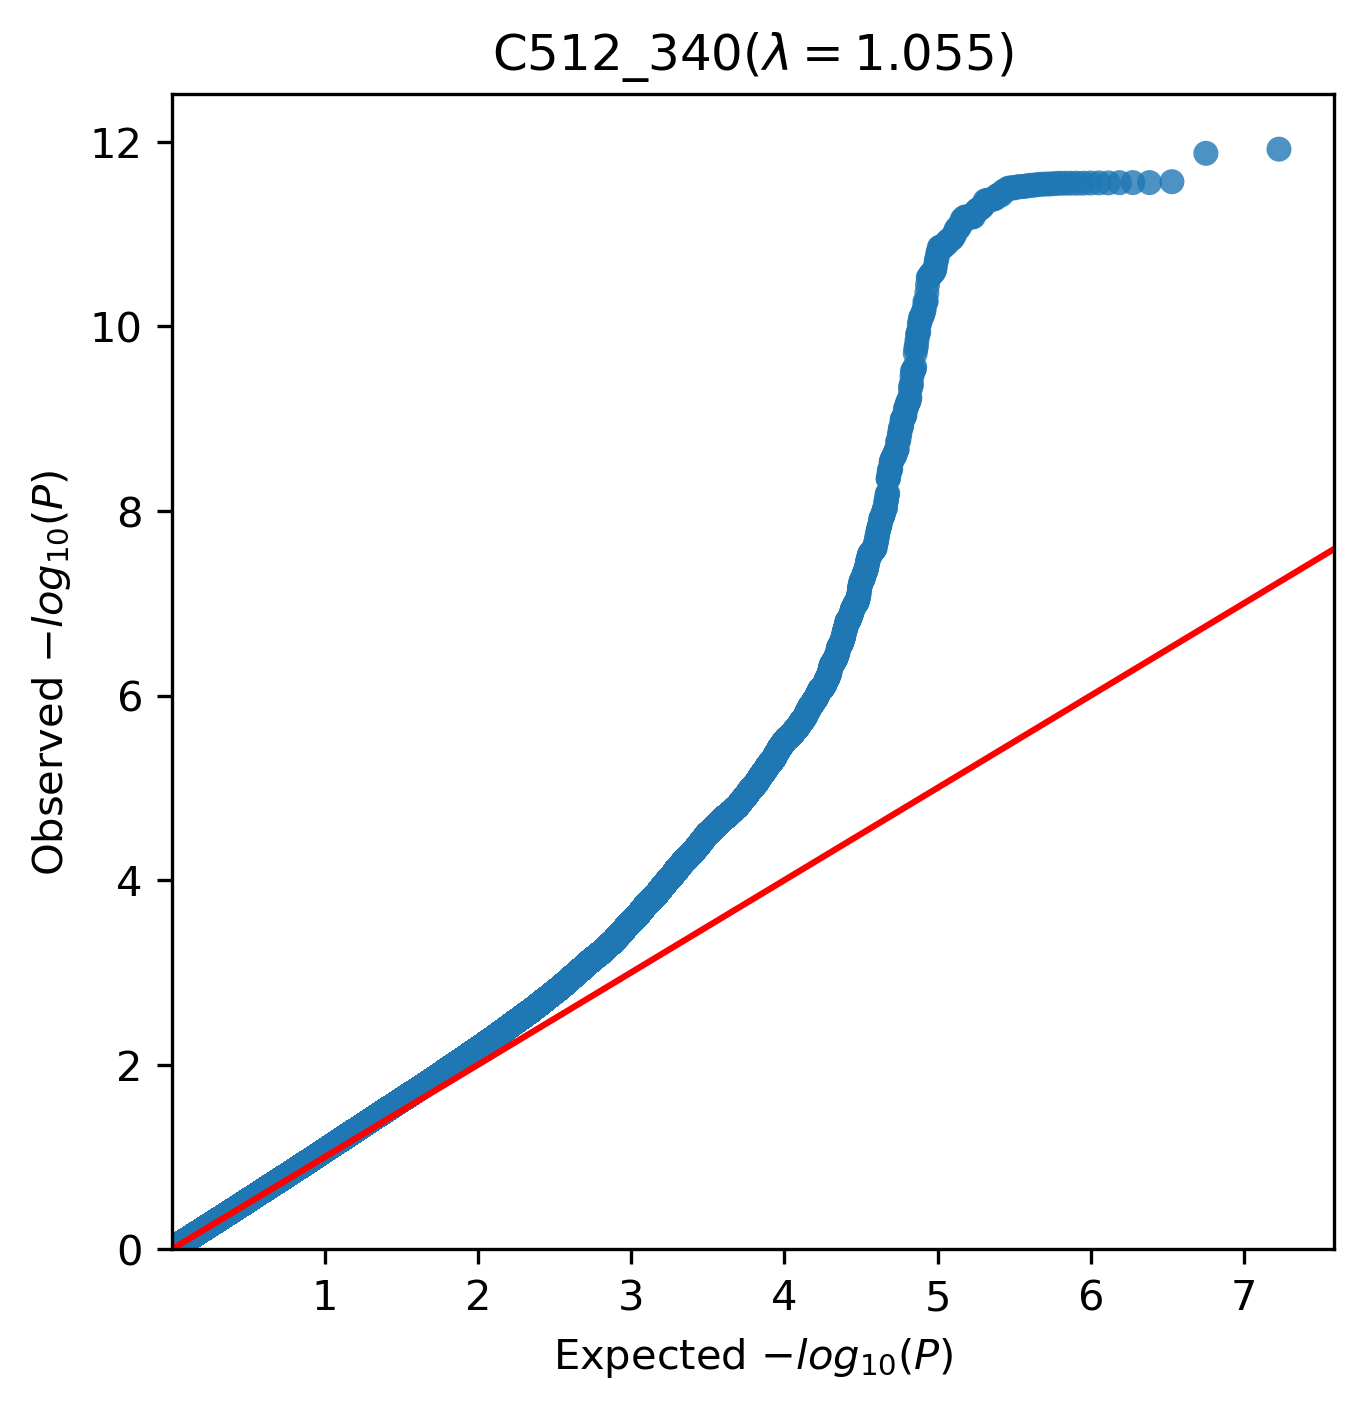 C512_340(λ = 1.055)
Observed −log₁₀(P)
12
10
8
6
4
2
0
1 2 3 4 5 6 7
Expected −log₁₀(P)